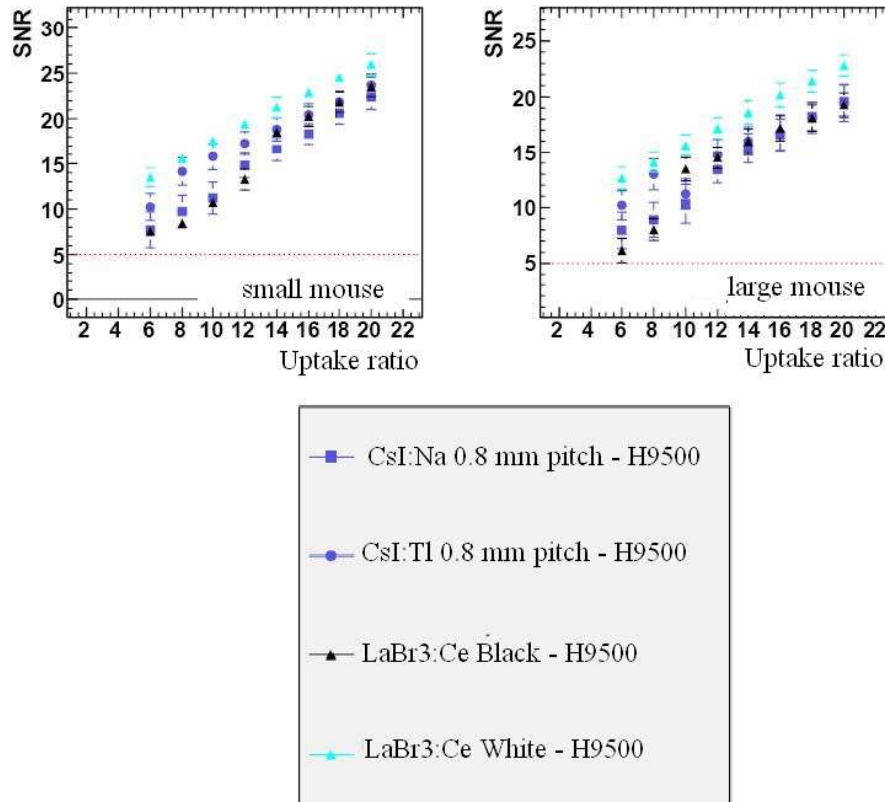 SNR
30
25
20
15
10
5
0
small mouse
2 4 6 8 10 12 14 16 18 20 22
Uptake ratio
SNR
25
20
15
10
5
large mouse
2 4 6 8 10 12 14 16 18 20 22
Uptake ratio
CsI:Na 0.8 mm pitch - H9500
CsI:Tl 0.8 mm pitch - H9500
LaBr3:Ce Black - H9500
LaBr3:Ce White - H9500